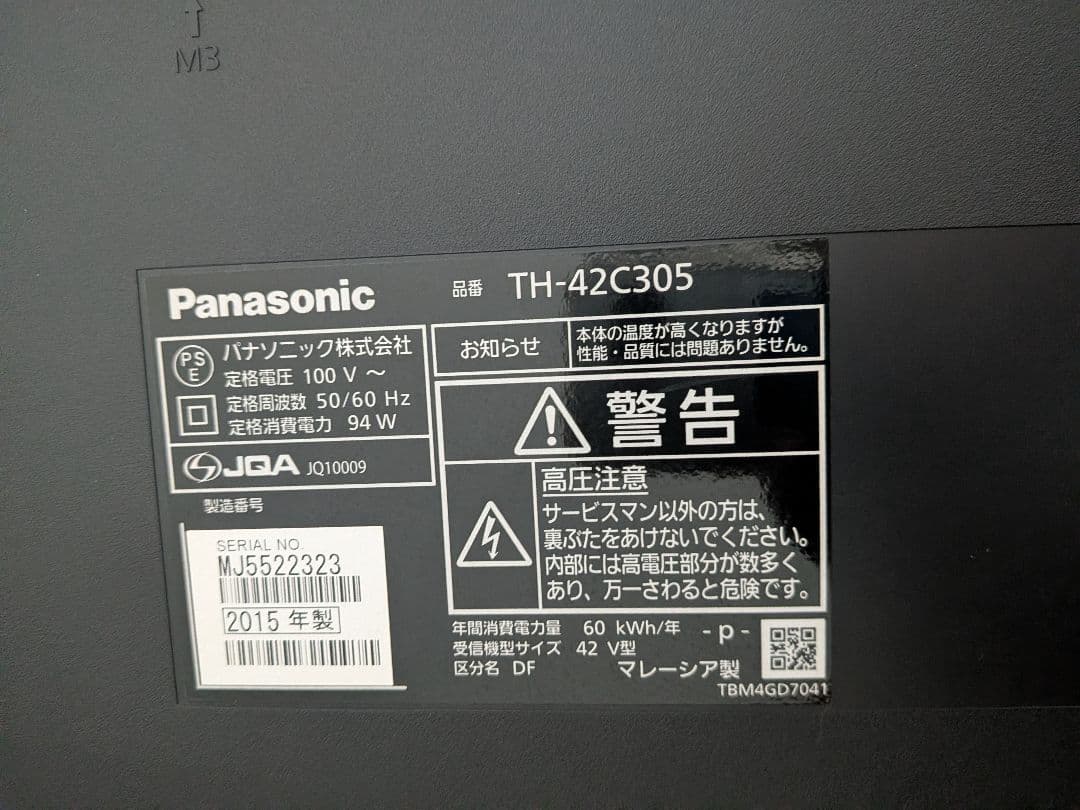 M3
Panasonic
品番 TH-42C305
PS
E
パナソニック株式会社
定格電圧 100 V ～
定格周波数 50/60 Hz
定格消費電力 94 W
JQA JQ10009
製造番号
SERIAL NO.
MJ5522323
2015 年製
お知らせ
本体の温度が高くなりますが
性能・品質には問題ありません。
警告
高圧注意
サービスマン以外の方は、
裏ぶたをあけないでください。
内部には高電圧部分が数多く
あり、万一さわると危険です。
年間消費電力量 60 kWh/年 - p -
受信機型サイズ 42 V型
区分名 DF マレーシア製
TBM4GD7041